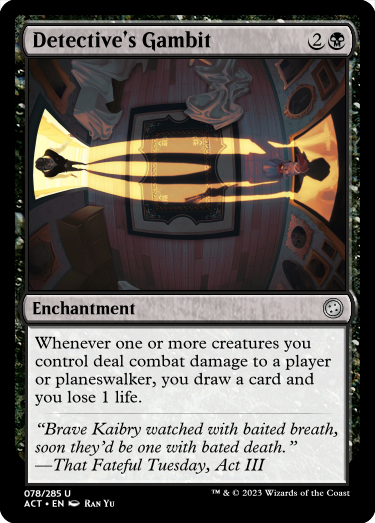 Detective's Gambit 2
Enchantment
Whenever one or more creatures you
control deal combat damage to a player
or planeswalker, you draw a card and
you lose 1 life.
“Brave Kaibry watched with baited breath,
soon they’d be one with bated death.”
—That Fateful Tuesday, Act III
078/285 U
ACT • EN Ran Yu
™ & © 2023 Wizards of the Coast